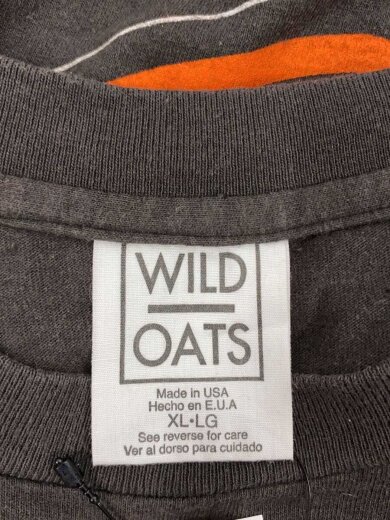 WILD
OATS
Made in USA
Hecho en E.U.A
XL•LG
See reverse for care
Ver al dorso para cuidado